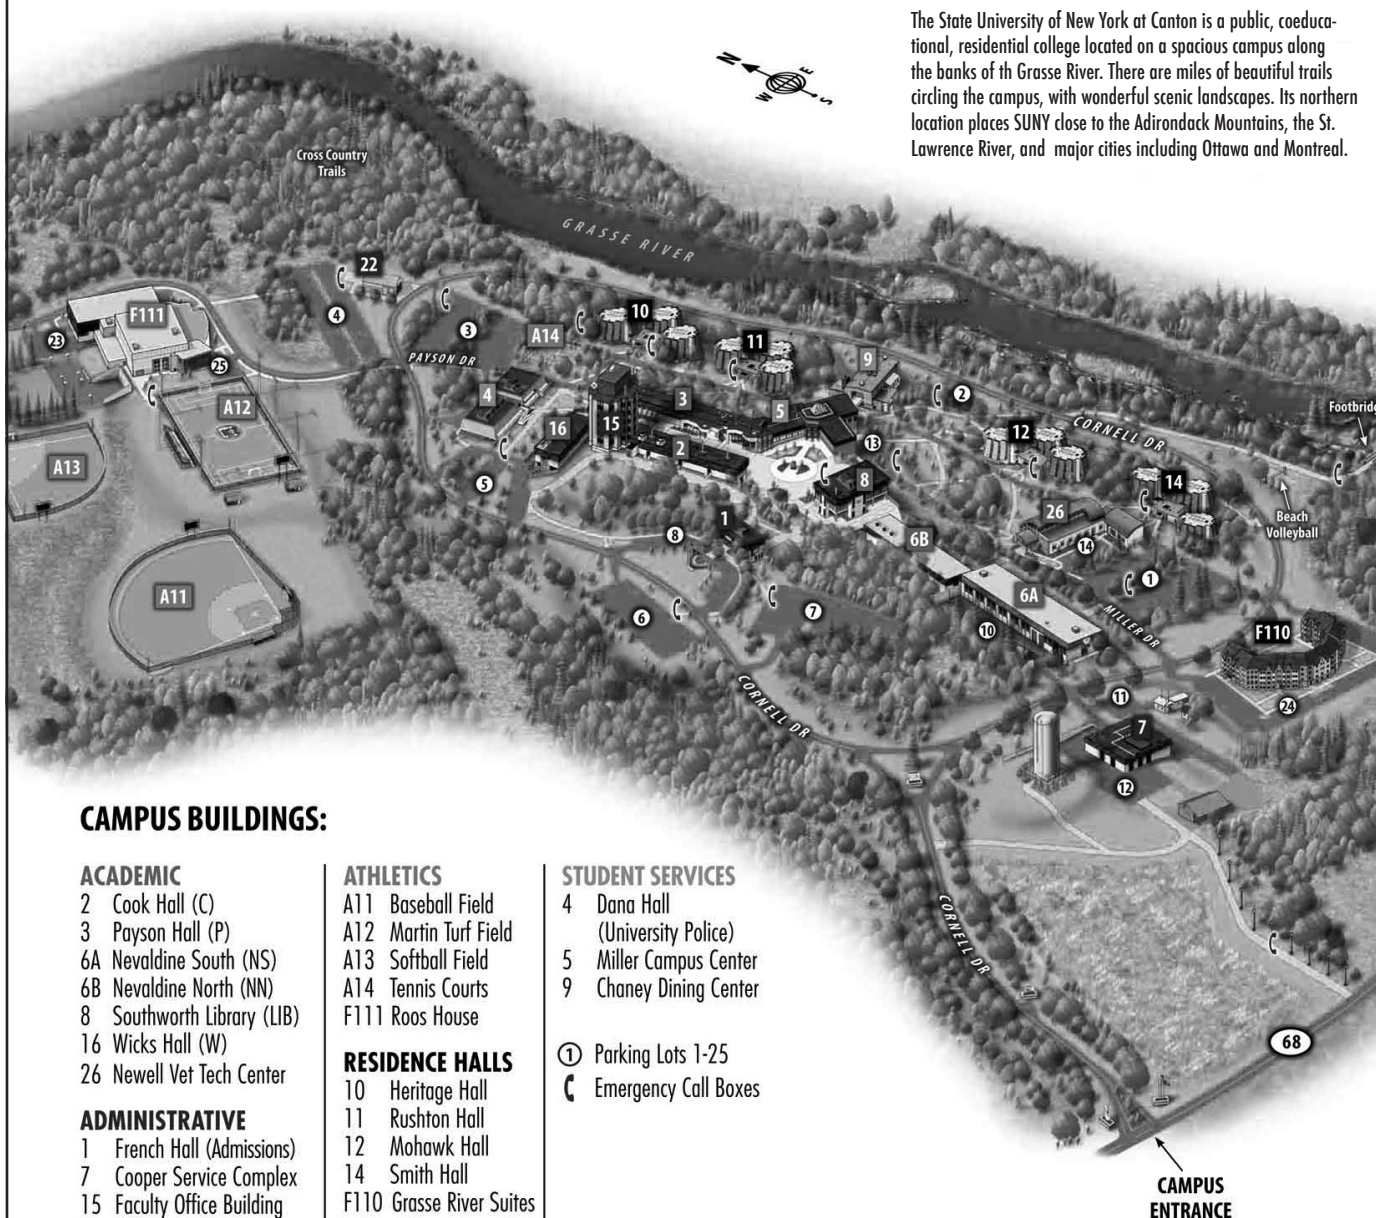 The State University of New York at Canton is a public, coeduca-
tional, residential college located on a spacious campus along
the banks of th Grasse River. There are miles of beautiful trails
circling the campus, with wonderful scenic landscapes. Its northern
location places SUNY close to the Adirondack Mountains, the St.
Lawrence River, and major cities including Ottawa and Montreal.
N
E
W
S
Cross Country
Trails
GRASSE RIVER
22
F111
10
4
3
23
A14
11
PAYSON DR
9
25
4
3
5
2
Footbridg
A12
16
15
12
CORNELL DR
2
13
A13
8
14
5
26
Beach
Volleyball
1
8
6B
14
A11
6A
1
6
7
10
MILLER DR
F110
CORNELL DR
11
24
7
12
CORNELL DR
68
CAMPUS
ENTRANCE
CAMPUS BUILDINGS:
ACADEMIC
2 Cook Hall (C)
3 Payson Hall (P)
6A Nevaldine South (NS)
6B Nevaldine North (NN)
8 Southworth Library (LIB)
16 Wicks Hall (W)
26 Newell Vet Tech Center
ADMINISTRATIVE
1 French Hall (Admissions)
7 Cooper Service Complex
15 Faculty Office Building
ATHLETICS
A11 Baseball Field
A12 Martin Turf Field
A13 Softball Field
A14 Tennis Courts
F111 Roos House
RESIDENCE HALLS
10 Heritage Hall
11 Rushton Hall
12 Mohawk Hall
14 Smith Hall
F110 Grasse River Suites
STUDENT SERVICES
4 Dana Hall
(University Police)
5 Miller Campus Center
9 Chaney Dining Center
1 Parking Lots 1-25
Emergency Call Boxes